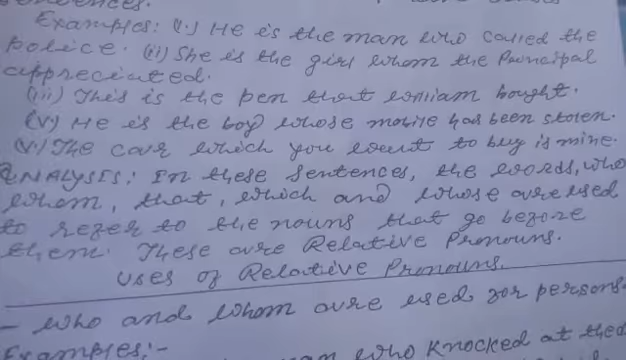 Examples: (i.) He is the man who called the
police. (ii) She is the girl whom the Principal
appreciated.
(iii) This is the pen that william bought.
(v) He is the boy whose mobile has been stolen.
(v.) The car which you want to buy is mine.
ANALYSIS: In these sentences, the words, who
whom, that, which and whose are used
to refer to the nouns that go before
them. These are Relative Pronouns.
Uses of Relative Pronouns.
- who and whom are used for persons.
Examples:-
who knocked at the d